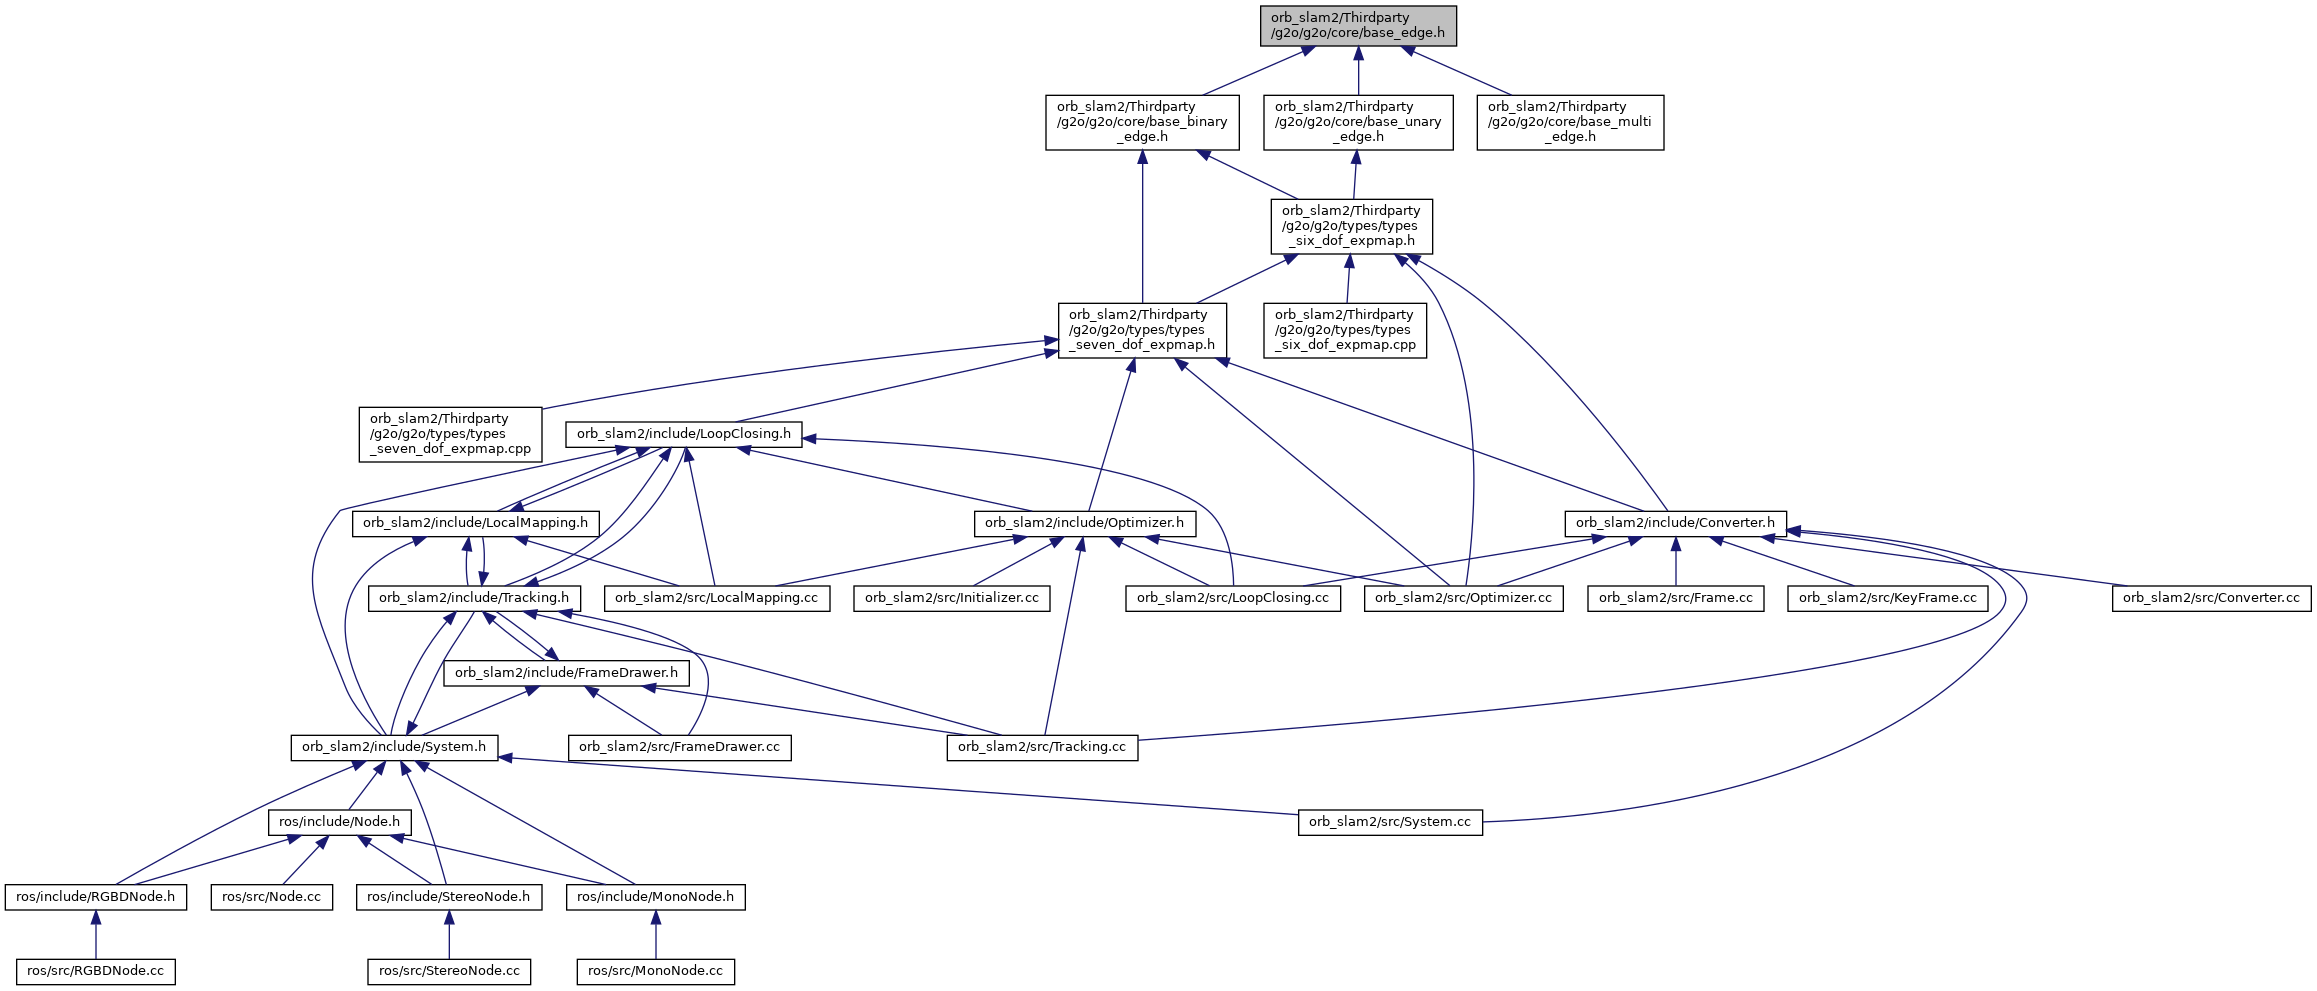 orb_slam2/Thirdparty
/g2o/g2o/core/base_edge.h
orb_slam2/Thirdparty
/g2o/g2o/core/base_binary
_edge.h
orb_slam2/Thirdparty
/g2o/g2o/core/base_unary
_edge.h
orb_slam2/Thirdparty
/g2o/g2o/core/base_multi
_edge.h
orb_slam2/Thirdparty
/g2o/g2o/types/types
_six_dof_expmap.h
orb_slam2/Thirdparty
/g2o/g2o/types/types
_seven_dof_expmap.h
orb_slam2/Thirdparty
/g2o/g2o/types/types
_six_dof_expmap.cpp
orb_slam2/Thirdparty
/g2o/g2o/types/types
_seven_dof_expmap.cpp
orb_slam2/include/LoopClosing.h
orb_slam2/include/LocalMapping.h
orb_slam2/include/Optimizer.h
orb_slam2/include/Converter.h
orb_slam2/include/Tracking.h
orb_slam2/src/LocalMapping.cc
orb_slam2/src/Initializer.cc
orb_slam2/src/LoopClosing.cc
orb_slam2/src/Optimizer.cc
orb_slam2/src/Frame.cc
orb_slam2/src/KeyFrame.cc
orb_slam2/src/Converter.cc
orb_slam2/include/FrameDrawer.h
orb_slam2/include/System.h
orb_slam2/src/FrameDrawer.cc
orb_slam2/src/Tracking.cc
ros/include/Node.h
orb_slam2/src/System.cc
ros/include/RGBDNode.h
ros/src/Node.cc
ros/include/StereoNode.h
ros/include/MonoNode.h
ros/src/RGBDNode.cc
ros/src/StereoNode.cc
ros/src/MonoNode.cc